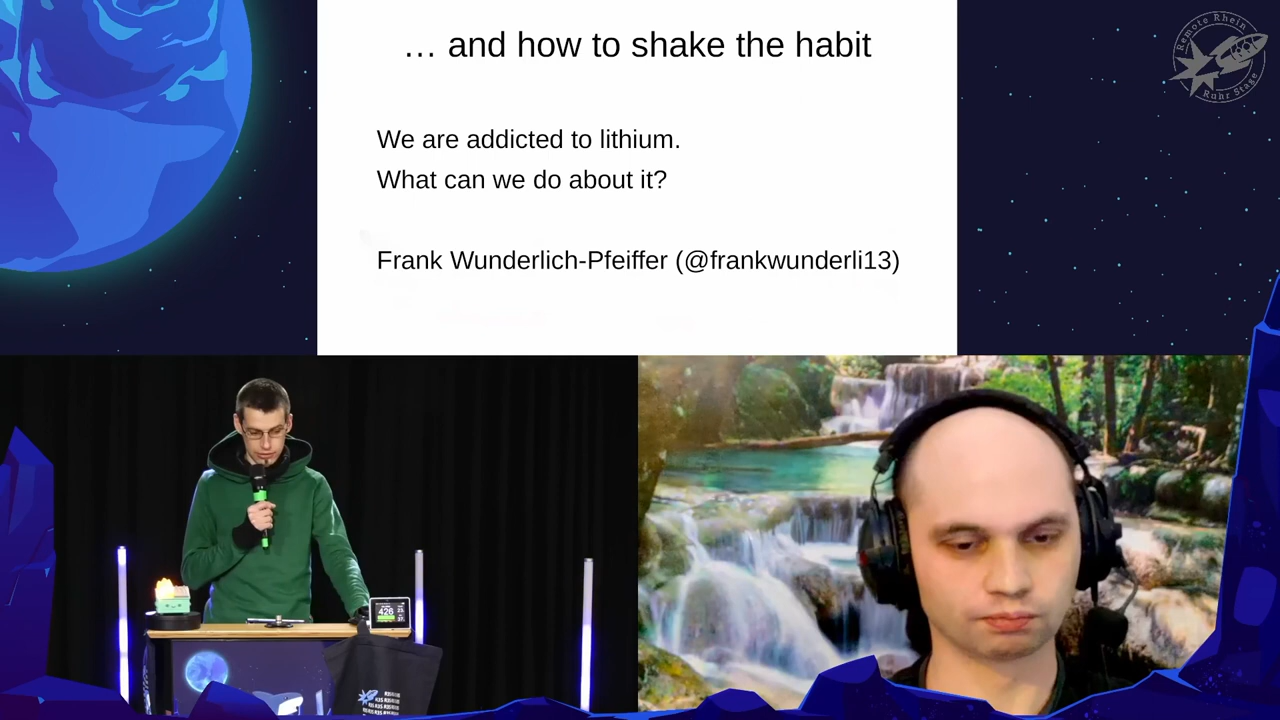 … and how to shake the habit
Remote Rhein
Ruhr Stage
We are addicted to lithium.
What can we do about it?
Frank Wunderlich-Pfeiffer (@frankwunderli13)
426